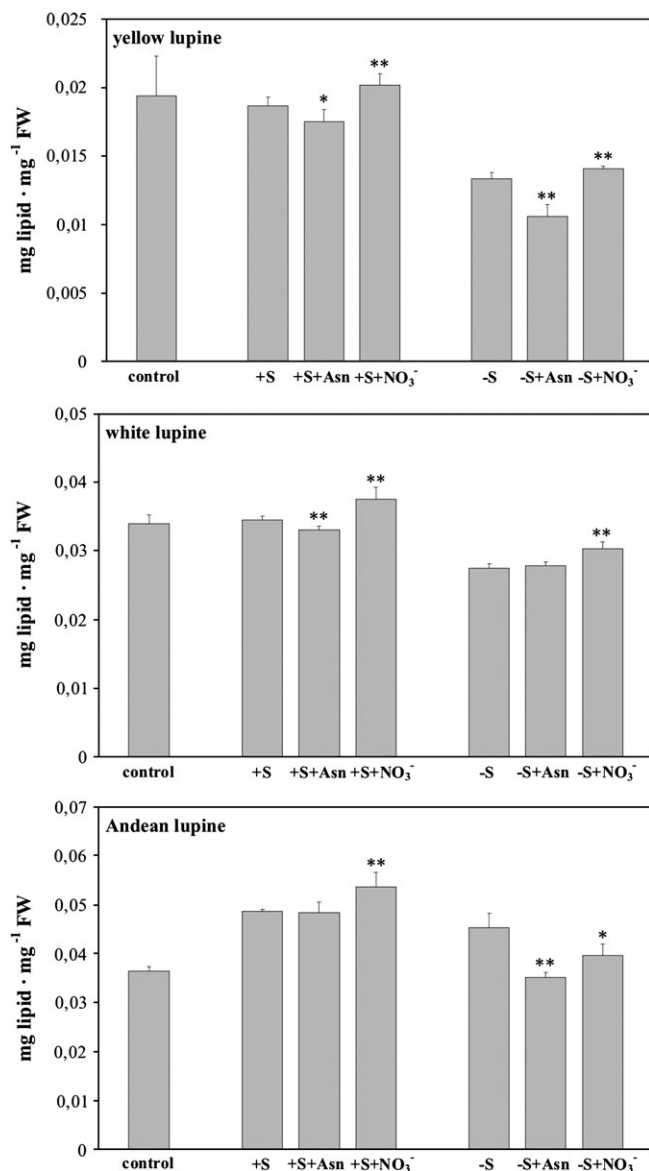 yellow lupine
mg lipid · mg⁻¹ FW
0,025
0,02
0,015
0,01
0,005
0
*
**
**
**
control
+S
+S+Asn
+S+NO₃⁻
-S
-S+Asn
-S+NO₃⁻
white lupine
mg lipid · mg⁻¹ FW
0,05
0,04
0,03
0,02
0,01
0
**
**
**
control
+S
+S+Asn
+S+NO₃⁻
-S
-S+Asn
-S+NO₃⁻
Andean lupine
mg lipid · mg⁻¹ FW
0,07
0,06
0,05
0,04
0,03
0,02
0,01
0
**
**
*
control
+S
+S+Asn
+S+NO₃⁻
-S
-S+Asn
-S+NO₃⁻